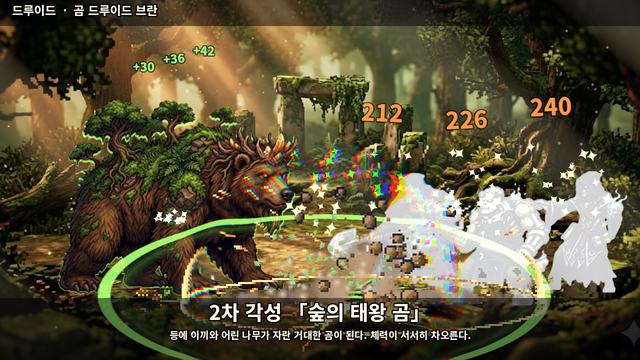 드루이드 · 곰 드루이드 브란
+30 +36 +42
212 226 240
2차 각성 「숲의 태왕 곰」
등에 이끼와 어린 나무가 자란 거대한 곰이 된다. 체력이 서서히 차오른다.